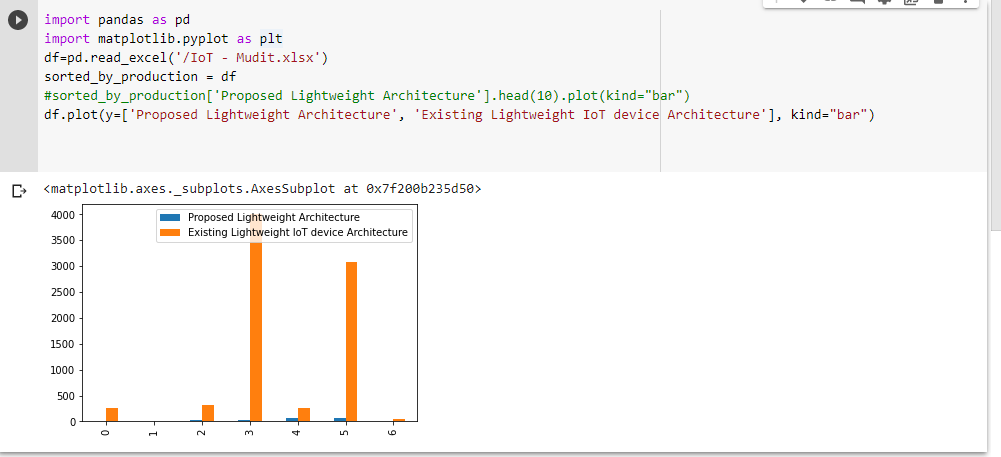 import pandas as pd
import matplotlib.pyplot as plt
df=pd.read_excel('/IoT - Mudit.xlsx')
sorted_by_production = df
#sorted_by_production['Proposed Lightweight Architecture'].head(10).plot(kind="bar")
df.plot(y=['Proposed Lightweight Architecture', 'Existing Lightweight IoT device Architecture'], kind="bar")
<matplotlib.axes._subplots.AxesSubplot at 0x7f200b235d50>
Proposed Lightweight Architecture
Existing Lightweight IoT device Architecture
4000
3500
3000
2500
2000
1500
1000
500
0
0 1 2 3 4 5 6